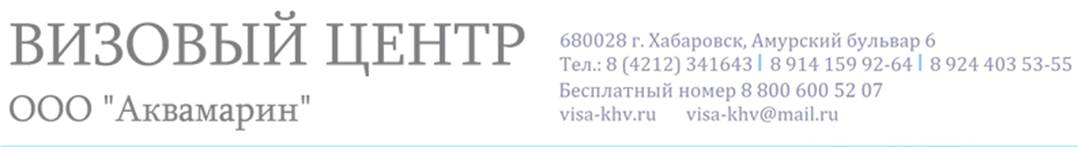 ВИЗОВЫЙ ЦЕНТР
ООО "Аквамарин"
680028 г. Хабаровск, Амурский бульвар 6
Тел.: 8 (4212) 341643 | 8 914 159 92-64 | 8 924 403 53-55
Бесплатный номер 8 800 600 52 07
visa-khv.ru visa-khv@mail.ru